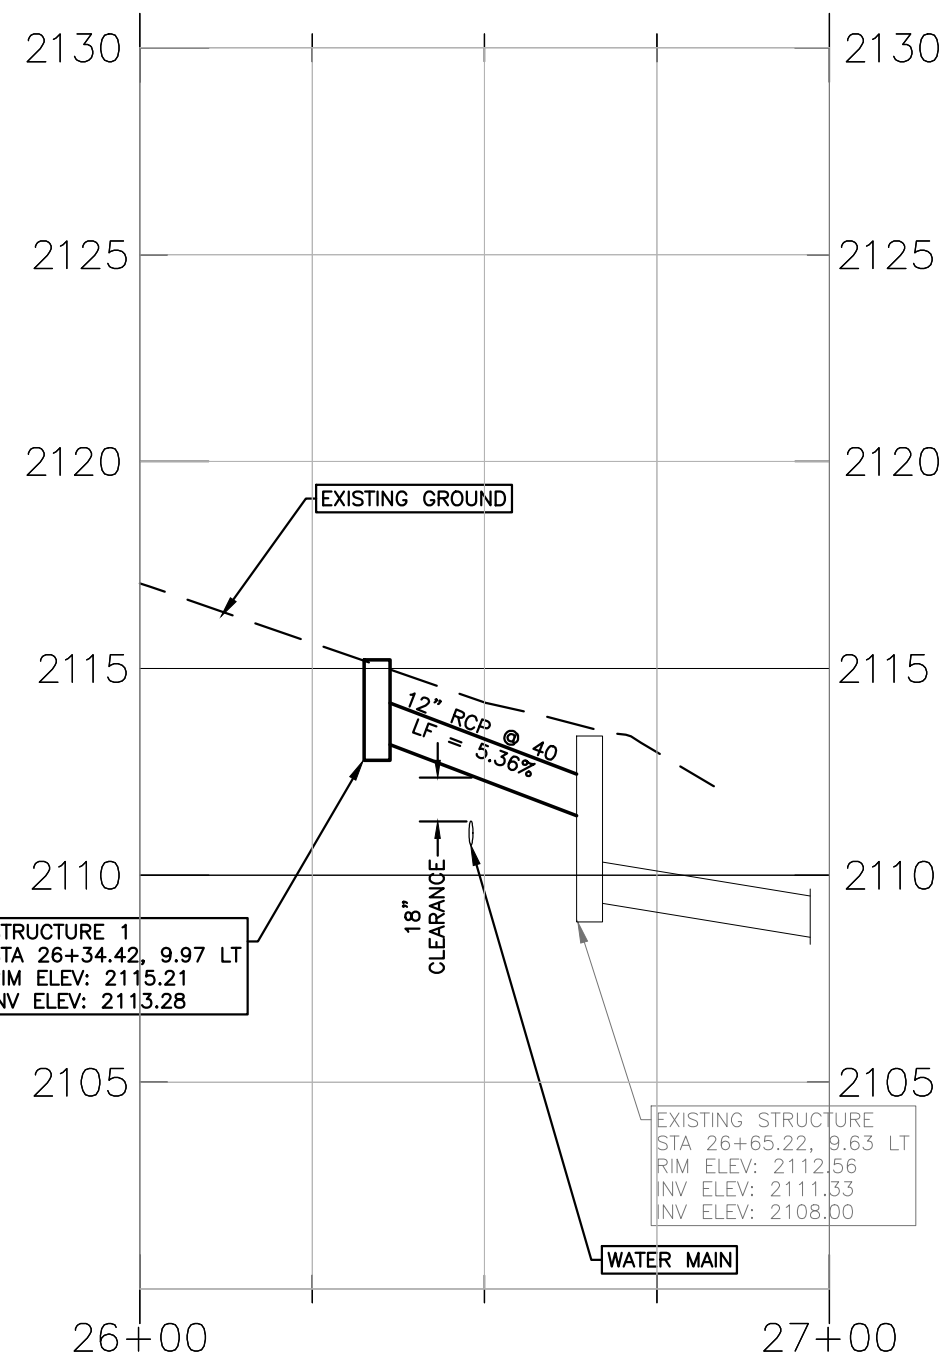 2130 2130
2125 2125
2120 2120
EXISTING GROUND
2115 2115
12" RCP @ 40
LF = 5.36%
2110 2110
18"
CLEARANCE
TRUCTURE 1
TA 26+34.42, 9.97 LT
IM ELEV: 2115.21
NV ELEV: 2113.28
2105 2105
EXISTING STRUCTURE
STA 26+65.22, 9.63 LT
RIM ELEV: 2112.56
INV ELEV: 2111.33
INV ELEV: 2108.00
WATER MAIN
26+00 27+00